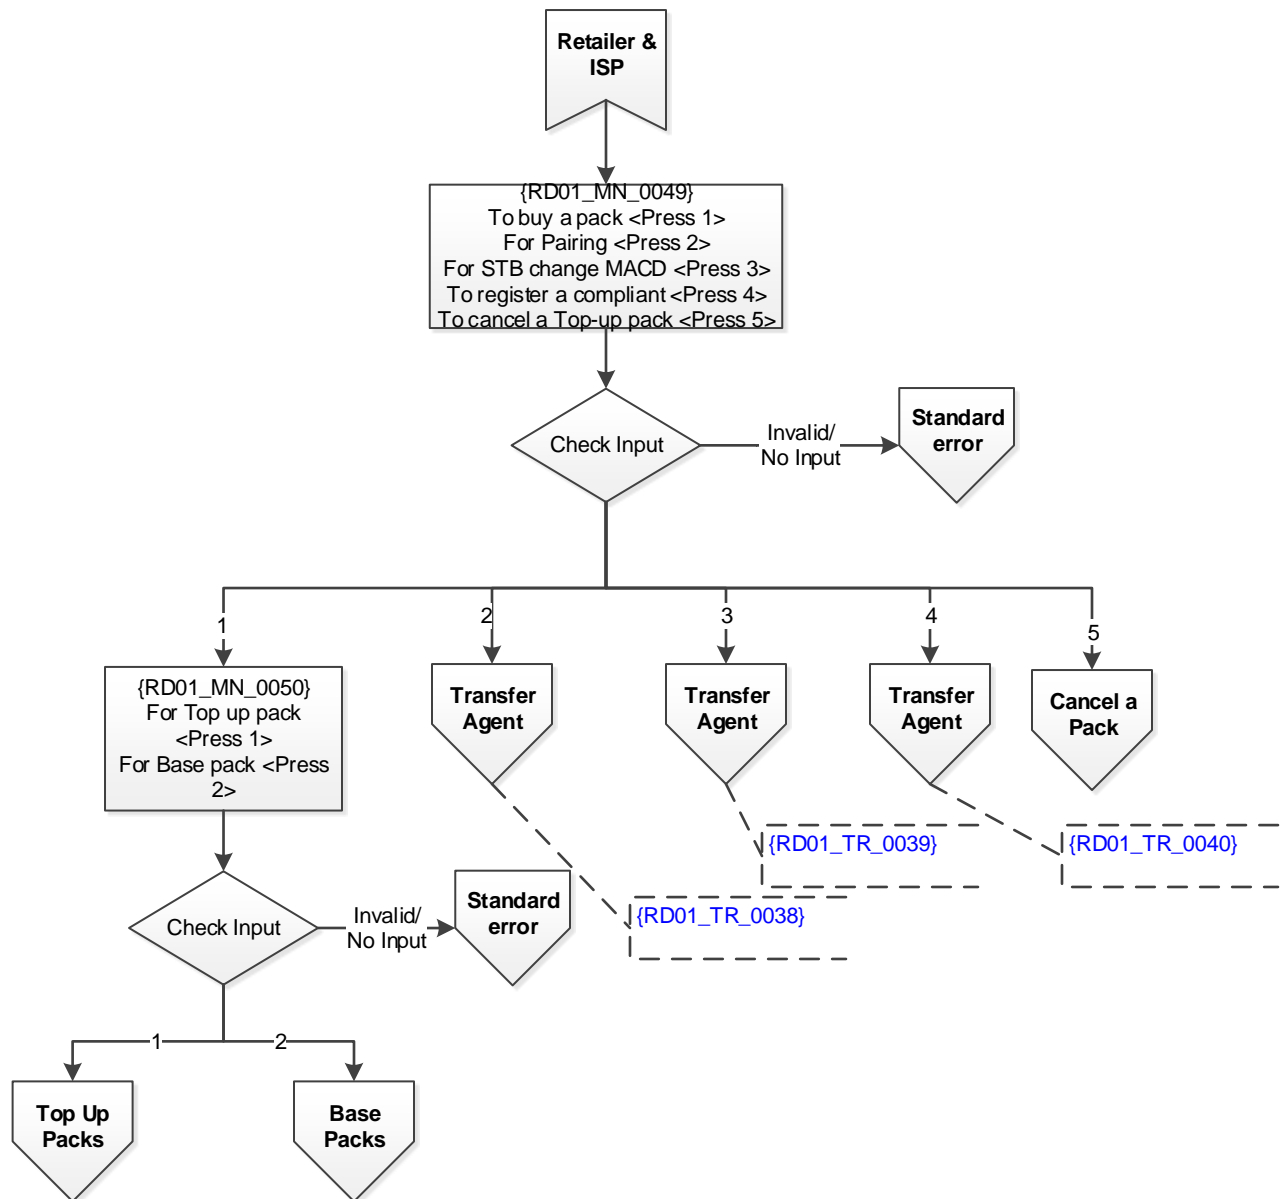 Retailer &
ISP
{RD01_MN_0049}
To buy a pack <Press 1>
For Pairing <Press 2>
For STB change MACD <Press 3>
To register a compliant <Press 4>
To cancel a Top-up pack <Press 5>
Check Input
Invalid/
No Input
Standard
error
1
2
3
4
5
{RD01_MN_0050}
For Top up pack
<Press 1>
For Base pack <Press
2>
Transfer
Agent
Transfer
Agent
Transfer
Agent
Cancel a
Pack
{RD01_TR_0039}
{RD01_TR_0040}
{RD01_TR_0038}
Check Input
Invalid/
No Input
Standard
error
1
2
Top Up
Packs
Base
Packs